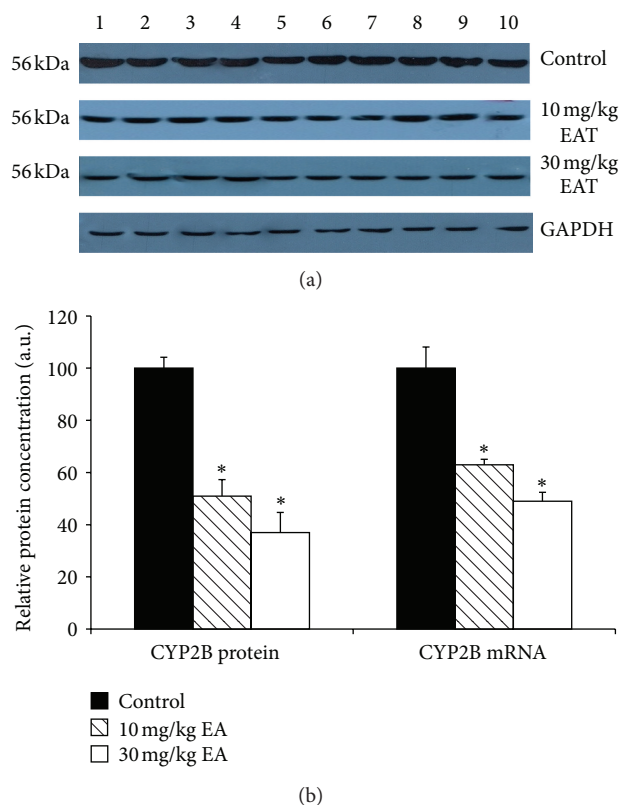 1 2 3 4 5 6 7 8 9 10
56 kDa Control
56 kDa 10 mg/kg EAT
56 kDa 30 mg/kg EAT
GAPDH
(a)
Relative protein concentration (a.u.)
120
100
80
60
40
20
0
* * * *
CYP2B protein CYP2B mRNA
Control
10 mg/kg EA
30 mg/kg EA
(b)